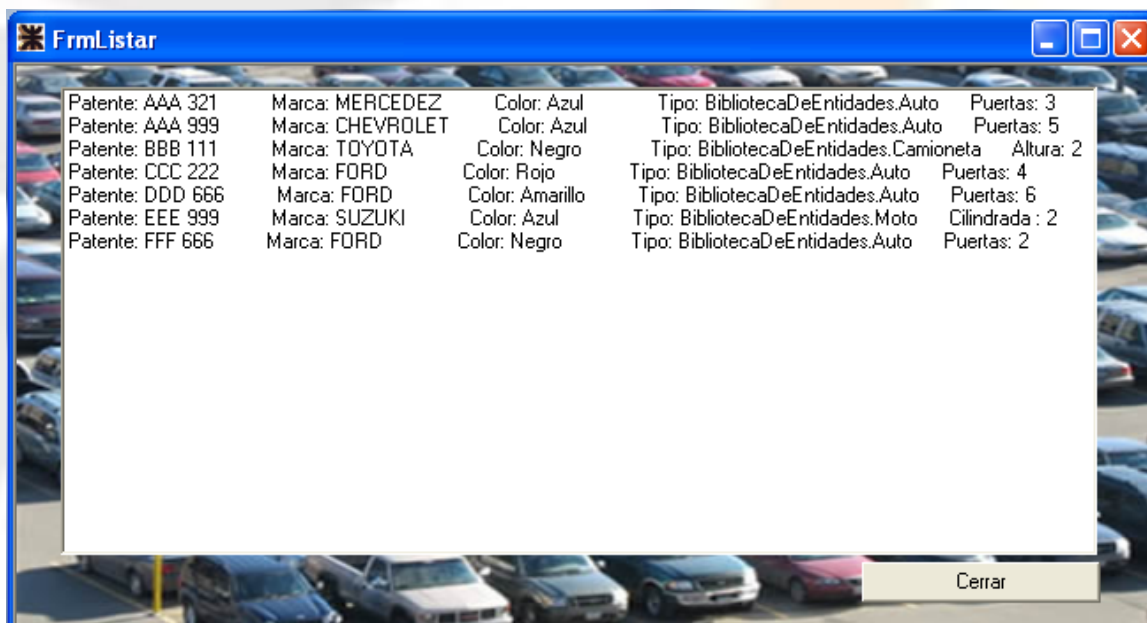 FrmListar
Patente: AAA 321 Marca: MERCEDEZ Color: Azul Tipo: BibliotecaDeEntidades.Auto Puertas: 3
Patente: AAA 999 Marca: CHEVROLET Color: Azul Tipo: BibliotecaDeEntidades.Auto Puertas: 5
Patente: BBB 111 Marca: TOYOTA Color: Negro Tipo: BibliotecaDeEntidades.Camioneta Altura: 2
Patente: CCC 222 Marca: FORD Color: Rojo Tipo: BibliotecaDeEntidades.Auto Puertas: 4
Patente: DDD 666 Marca: FORD Color: Amarillo Tipo: BibliotecaDeEntidades.Auto Puertas: 6
Patente: EEE 999 Marca: SUZUKI Color: Azul Tipo: BibliotecaDeEntidades.Moto Cilindrada : 2
Patente: FFF 666 Marca: FORD Color: Negro Tipo: BibliotecaDeEntidades.Auto Puertas: 2
Cerrar